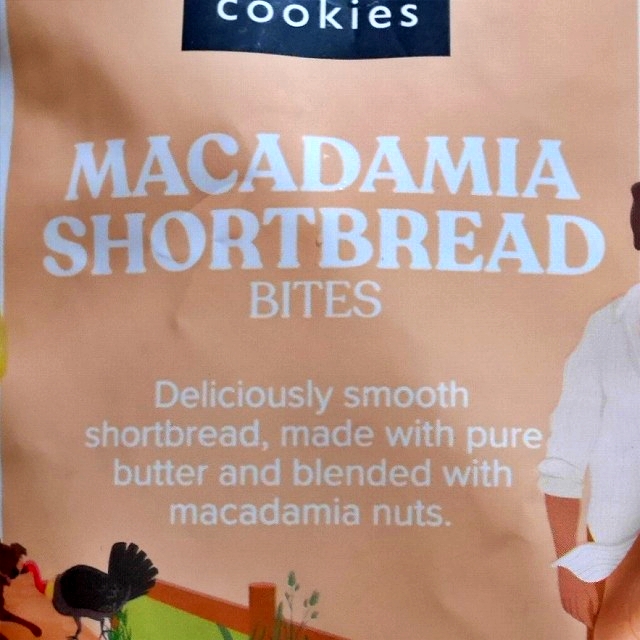 cookies
MACADAMIA
SHORTBREAD
BITES
Deliciously smooth
shortbread, made with pure
butter and blended with
macadamia nuts.